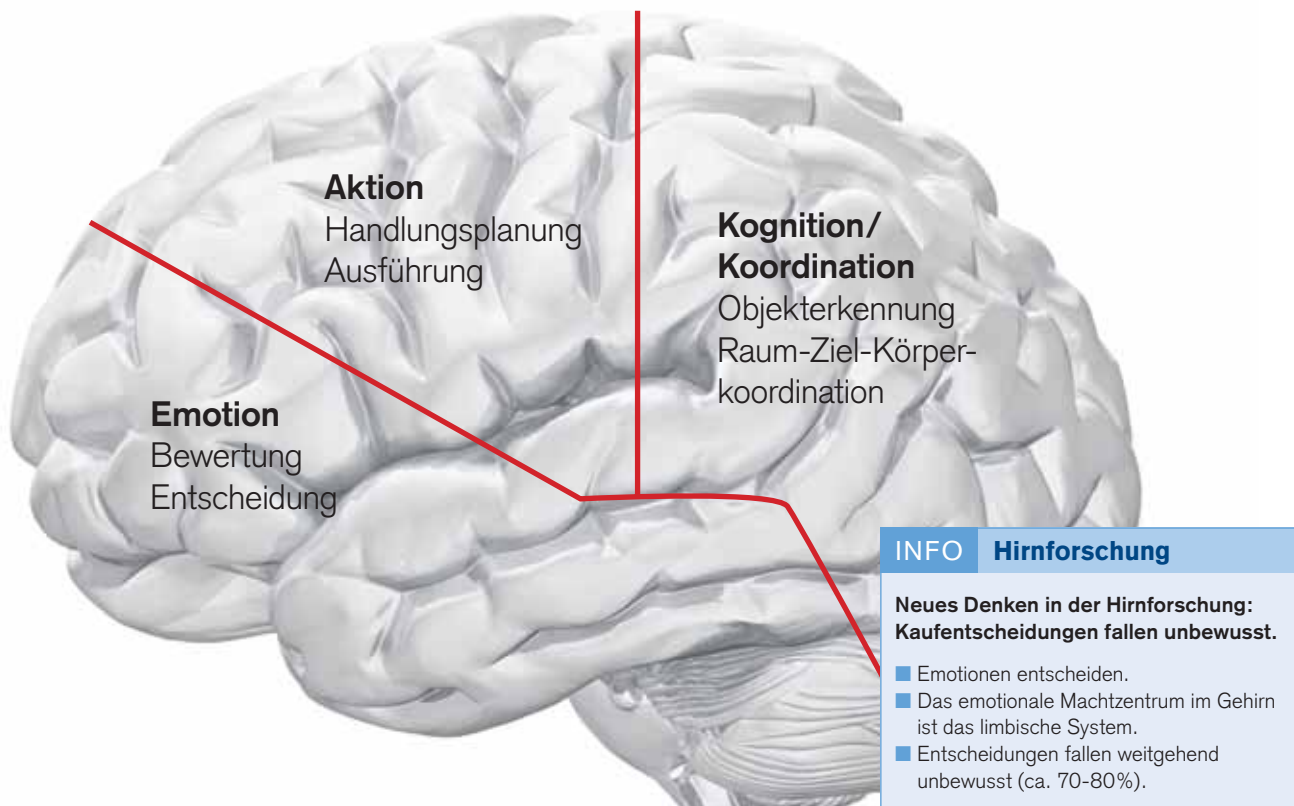 Aktion
Handlungsplanung
Ausführung
Kognition/
Koordination
Objekterkennung
Raum-Ziel-Körper-
koordination
Emotion
Bewertung
Entscheidung
INFO Hirnforschung
Neues Denken in der Hirnforschung:
Kaufentscheidungen fallen unbewusst.
■ Emotionen entscheiden.
■ Das emotionale Machtzentrum im Gehirn
ist das limbische System.
■ Entscheidungen fallen weitgehend
unbewusst (ca. 70-80%).